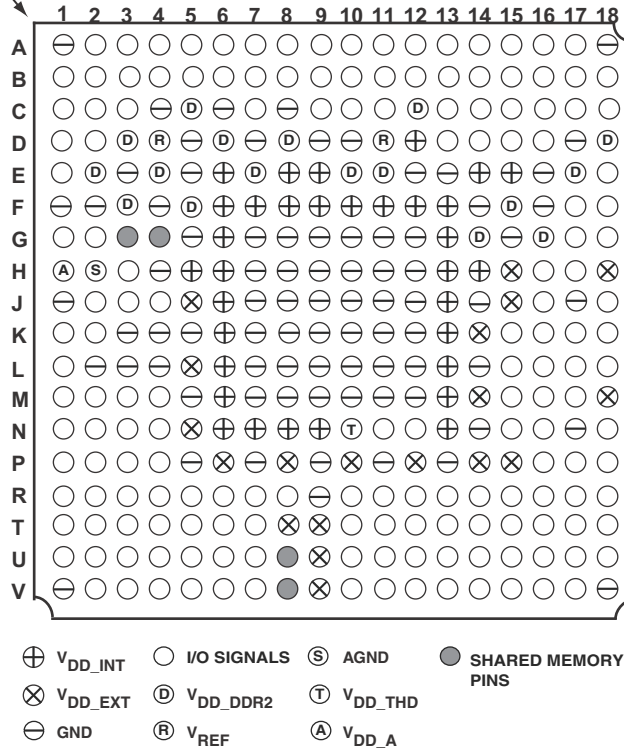 1 2 3 4 5 6 7 8 9 10 11 12 13 14 15 16 17 18
A
B
C D D
D D R D D R D
E D D D D D D
F D D D
G D D
H A S
J
K
L
M
N T
P
R
T
U
V
VDD_INT I/O SIGNALS S AGND SHARED MEMORY
PINS
VDD_EXT D VDD_DDR2 T VDD_THD
GND R VREF A VDD_A